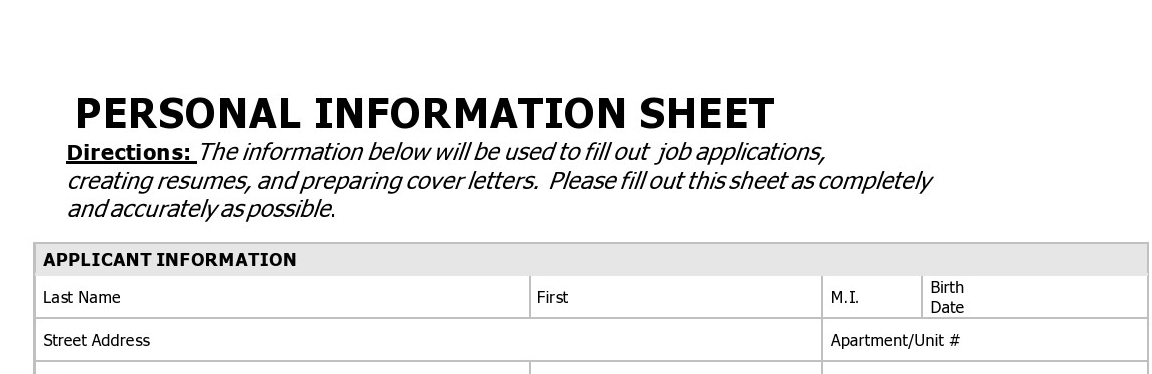 PERSONAL INFORMATION SHEET
Directions: The information below will be used to fill out job applications,
creating resumes, and preparing cover letters. Please fill out this sheet as completely
and accurately as possible.
APPLICANT INFORMATION
Last Name First M.I. Birth
Date
Street Address Apartment/Unit #